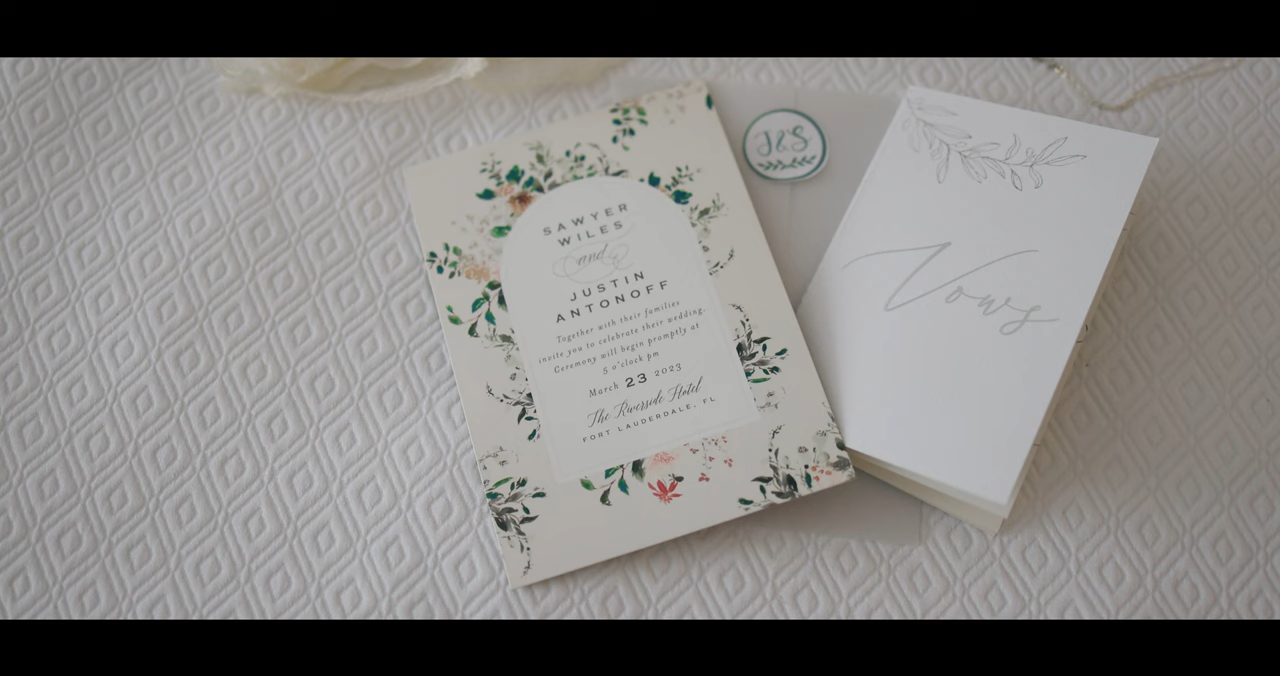 SAWYER
WILES
and
JUSTIN
ANTONOFF
Together with their families
invite you to celebrate their wedding.
Ceremony will begin promptly at
5 o'clock pm
March 23 2023
The Riverside Hotel
FORT LAUDERDALE, FL
J&S
Vows